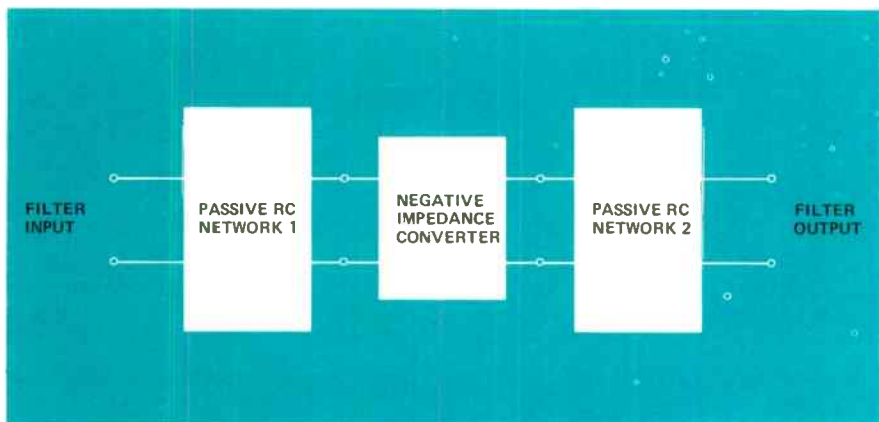 FILTER
INPUT
PASSIVE RC
NETWORK 1
NEGATIVE
IMPEDANCE
CONVERTER
PASSIVE RC
NETWORK 2
FILTER
OUTPUT